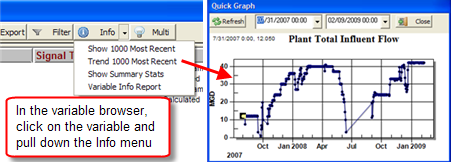 Export Filter Info Multi
Signal T
Show 1000 Most Recent
Trend 1000 Most Recent
Show Summary Stats
Variable Info Report
alculated
In the variable browser,
click on the variable and
pull down the Info menu
Quick Graph
Refresh 07/31/2007 00:00 02/09/2009 00:00 Close
7/31/2007 0:00, 12.050
Plant Total Influent Flow
MGD
40
30
20
10
0
Oct Jan 2008 Apr Jul Oct Jan 2009
2007